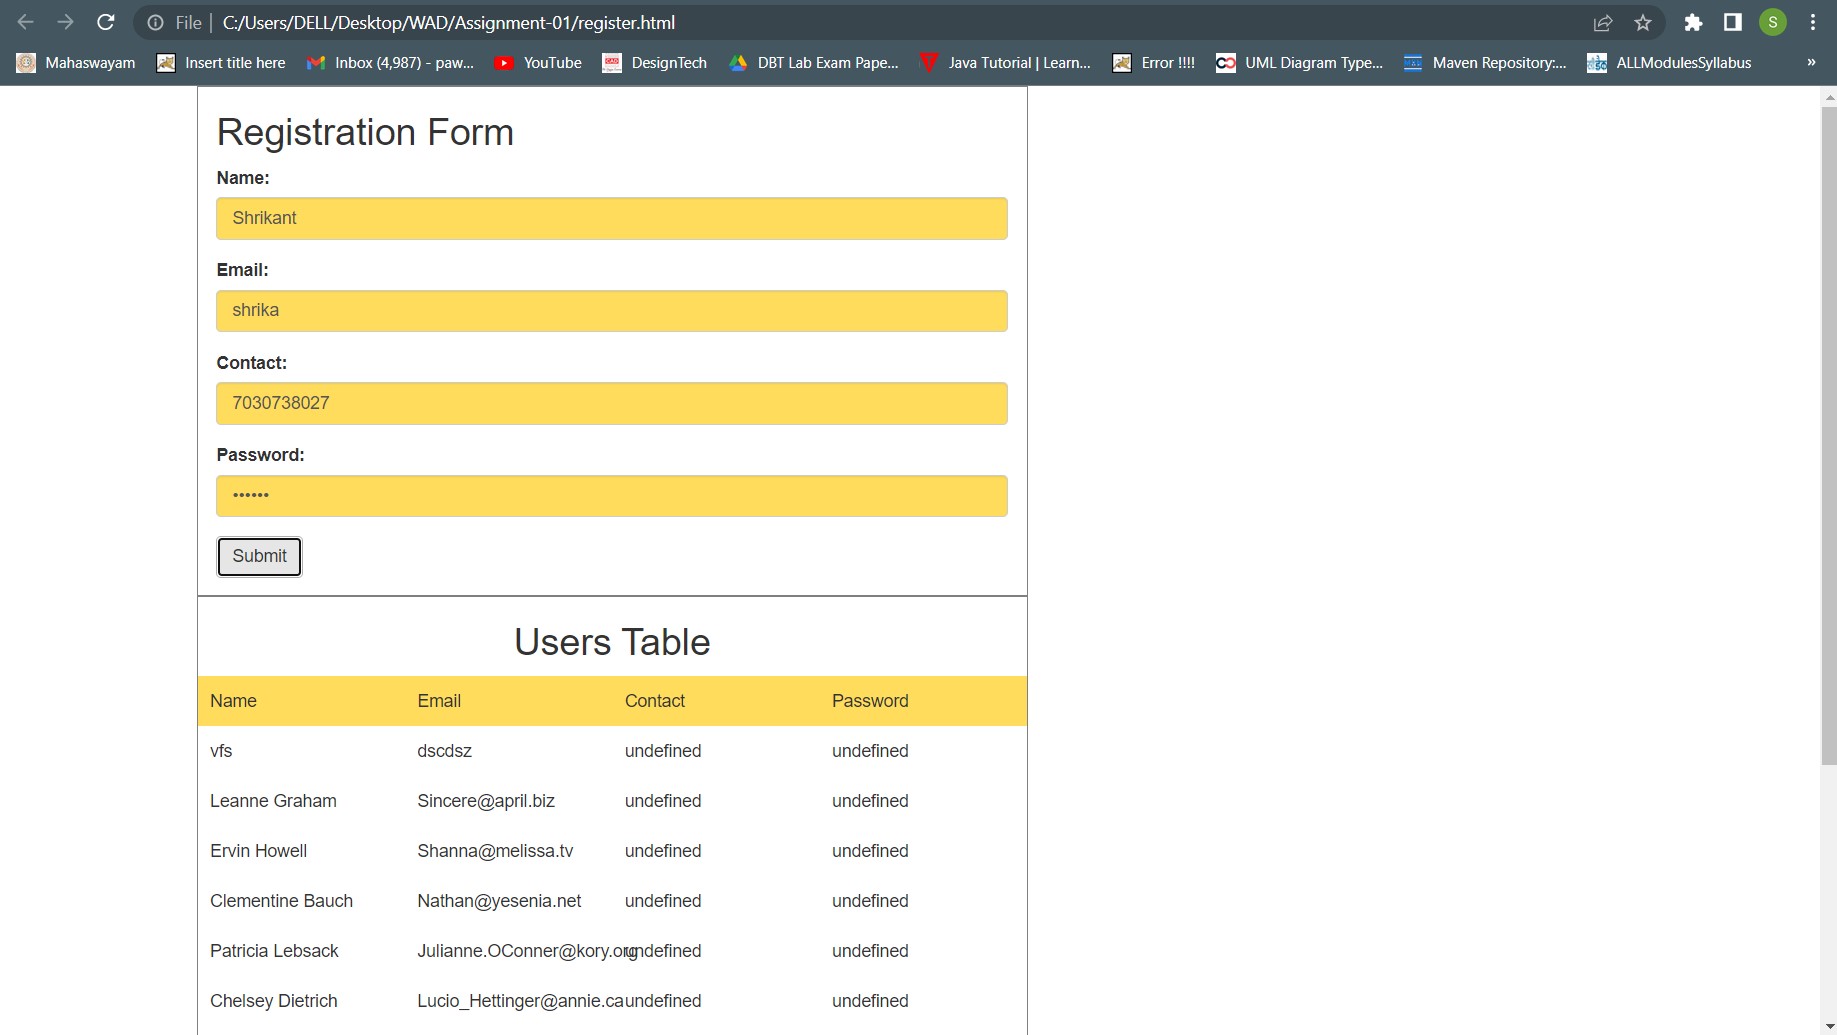 File | C:/Users/DELL/Desktop/WAD/Assignment-01/register.html S
Mahaswayam Insert title here Inbox (4,987) - paw... YouTube DesignTech DBT Lab Exam Pape... Java Tutorial | Learn... Error !!!! UML Diagram Type... Maven Repository:... ALLModulesSyllabus »
Registration Form
Name:
Shrikant
Email:
shrika
Contact:
7030738027
Password:
••••••
Submit
Users Table
Name Email Contact Password
vfs dscdsz undefined undefined
Leanne Graham Sincere@april.biz undefined undefined
Ervin Howell Shanna@melissa.tv undefined undefined
Clementine Bauch Nathan@yesenia.net undefined undefined
Patricia Lebsack Julianne.OConner@kory.org undefined undefined
Chelsey Dietrich Lucio_Hettinger@annie.ca undefined undefined